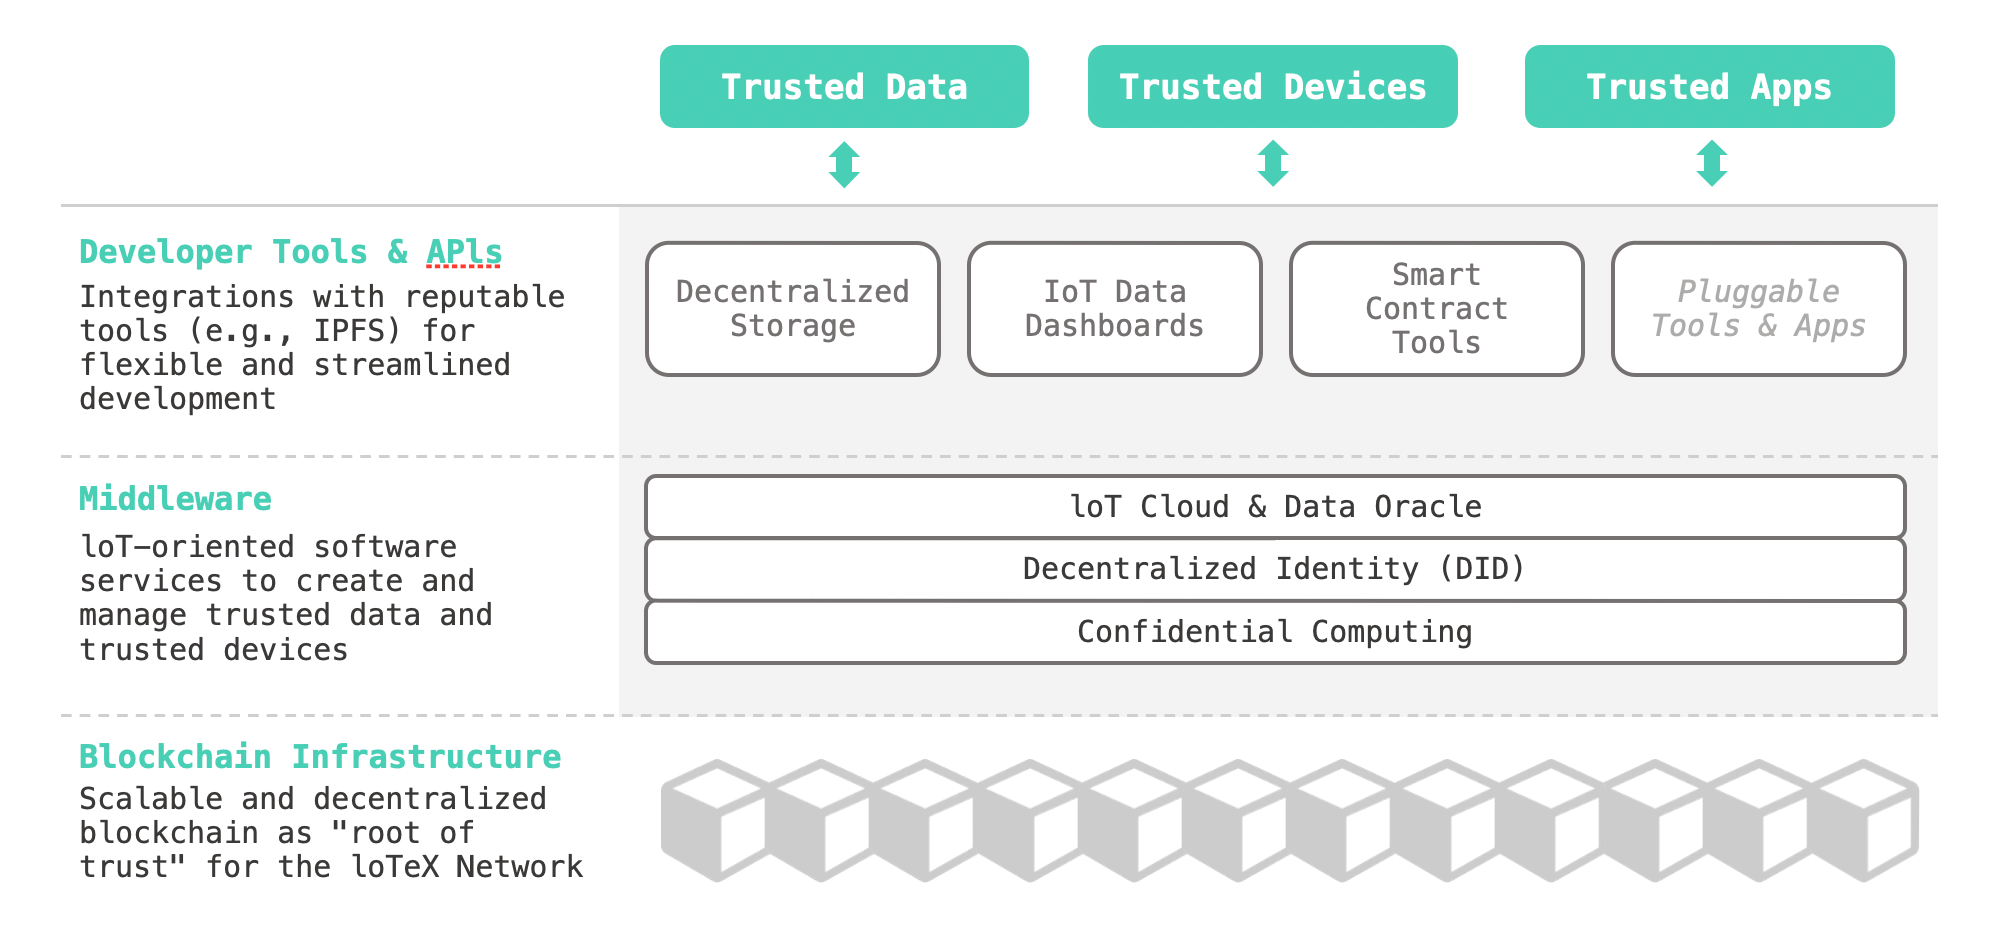 Trusted Data
Trusted Devices
Trusted Apps
Developer Tools & APls
Integrations with reputable
tools (e.g., IPFS) for
flexible and streamlined
development
Decentralized
Storage
IoT Data
Dashboards
Smart
Contract
Tools
Pluggable
Tools & Apps
Middleware
loT–oriented software
services to create and
manage trusted data and
trusted devices
loT Cloud & Data Oracle
Decentralized Identity (DID)
Confidential Computing
Blockchain Infrastructure
Scalable and decentralized
blockchain as "root of
trust" for the loTeX Network